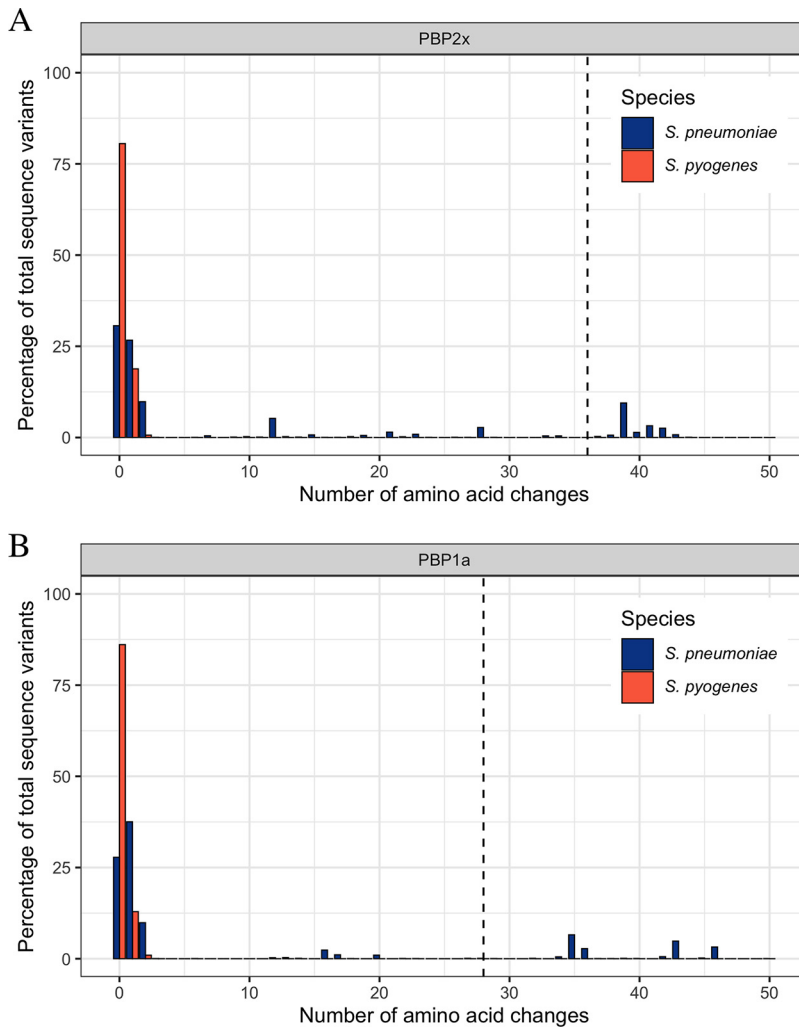 A
PBP2x
Percentage of total sequence variants
100
75
50
25
0
Species
S. pneumoniae
S. pyogenes
0 10 20 30 40 50
Number of amino acid changes
B
PBP1a
Percentage of total sequence variants
100
75
50
25
0
Species
S. pneumoniae
S. pyogenes
0 10 20 30 40 50
Number of amino acid changes